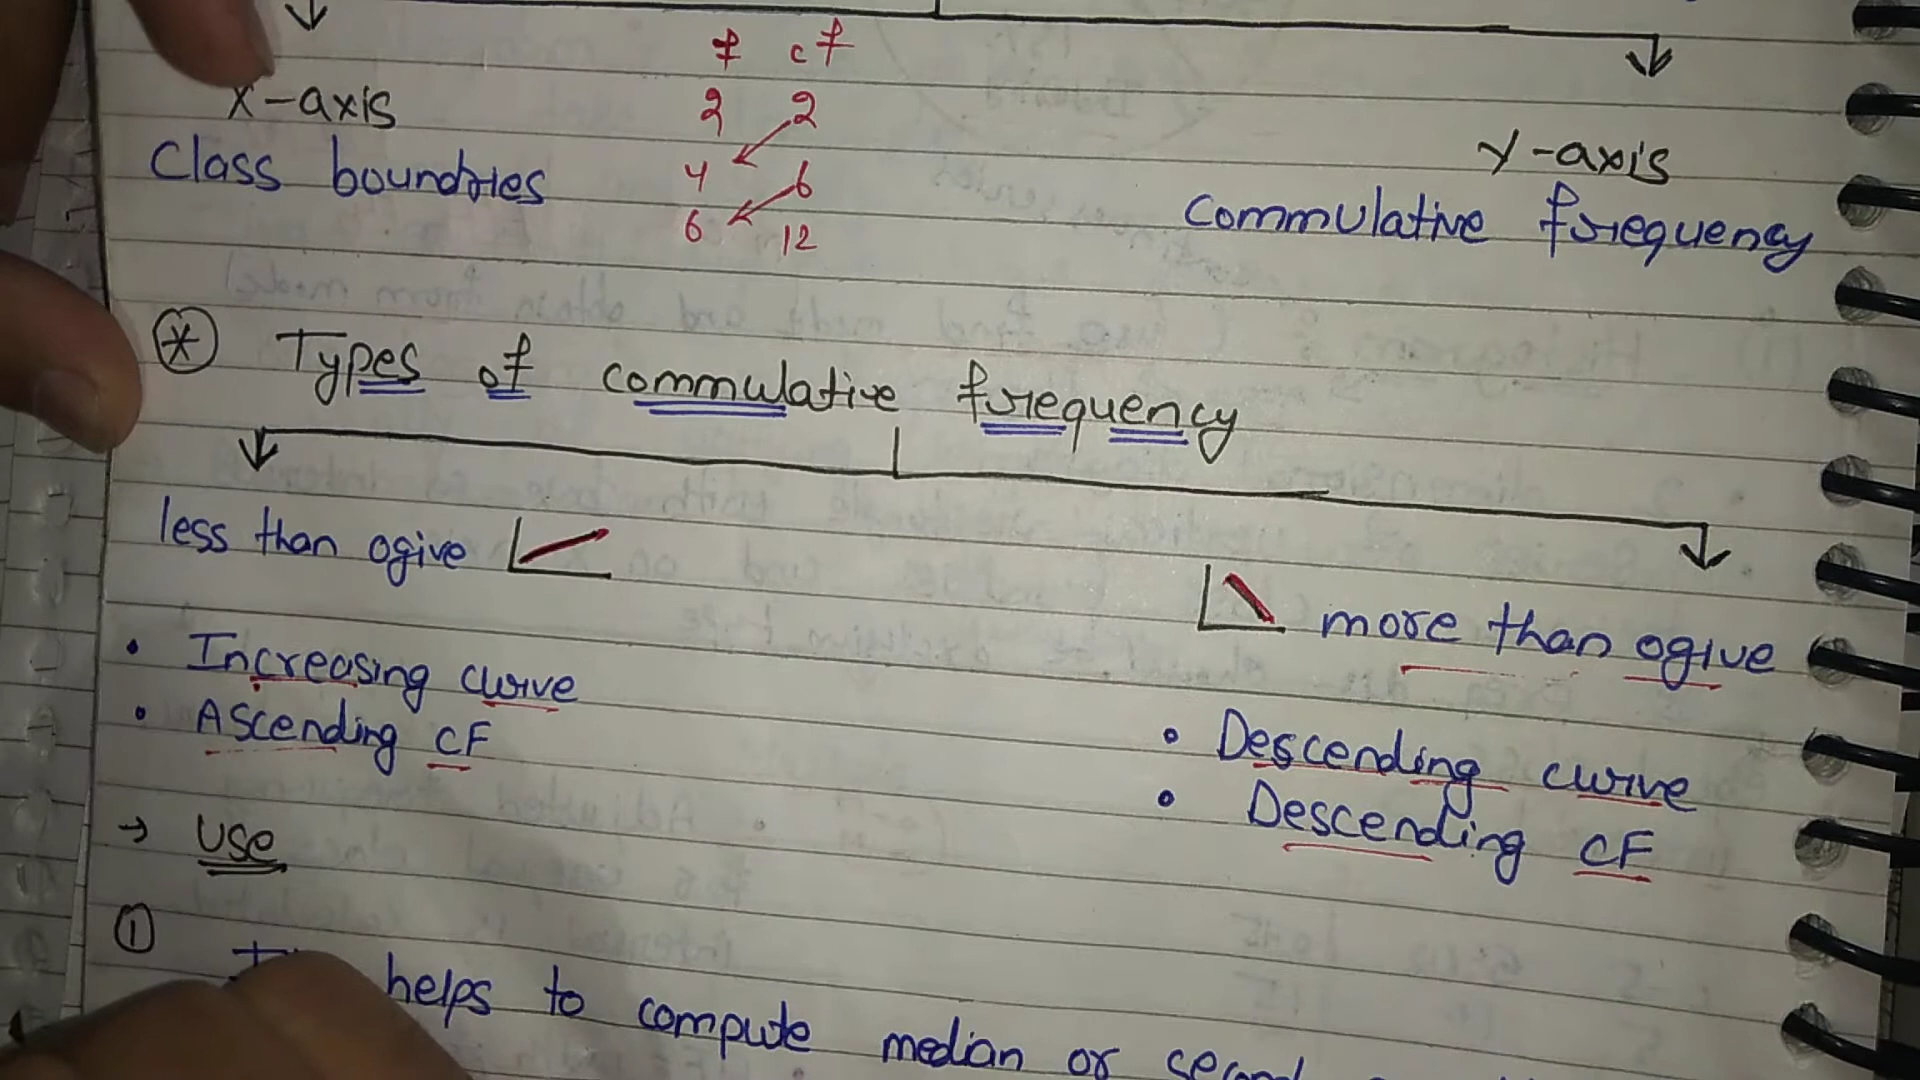 f cf
x-axis 2 2
Class boundries 4 6
6 12
y-axis
Commulative frequency
* Types of commulative frequency
less than ogive
more than ogive
• Increasing curve
• Ascending CF
• Descending curve
• Descending CF
→ Use
①
helps to compute median or